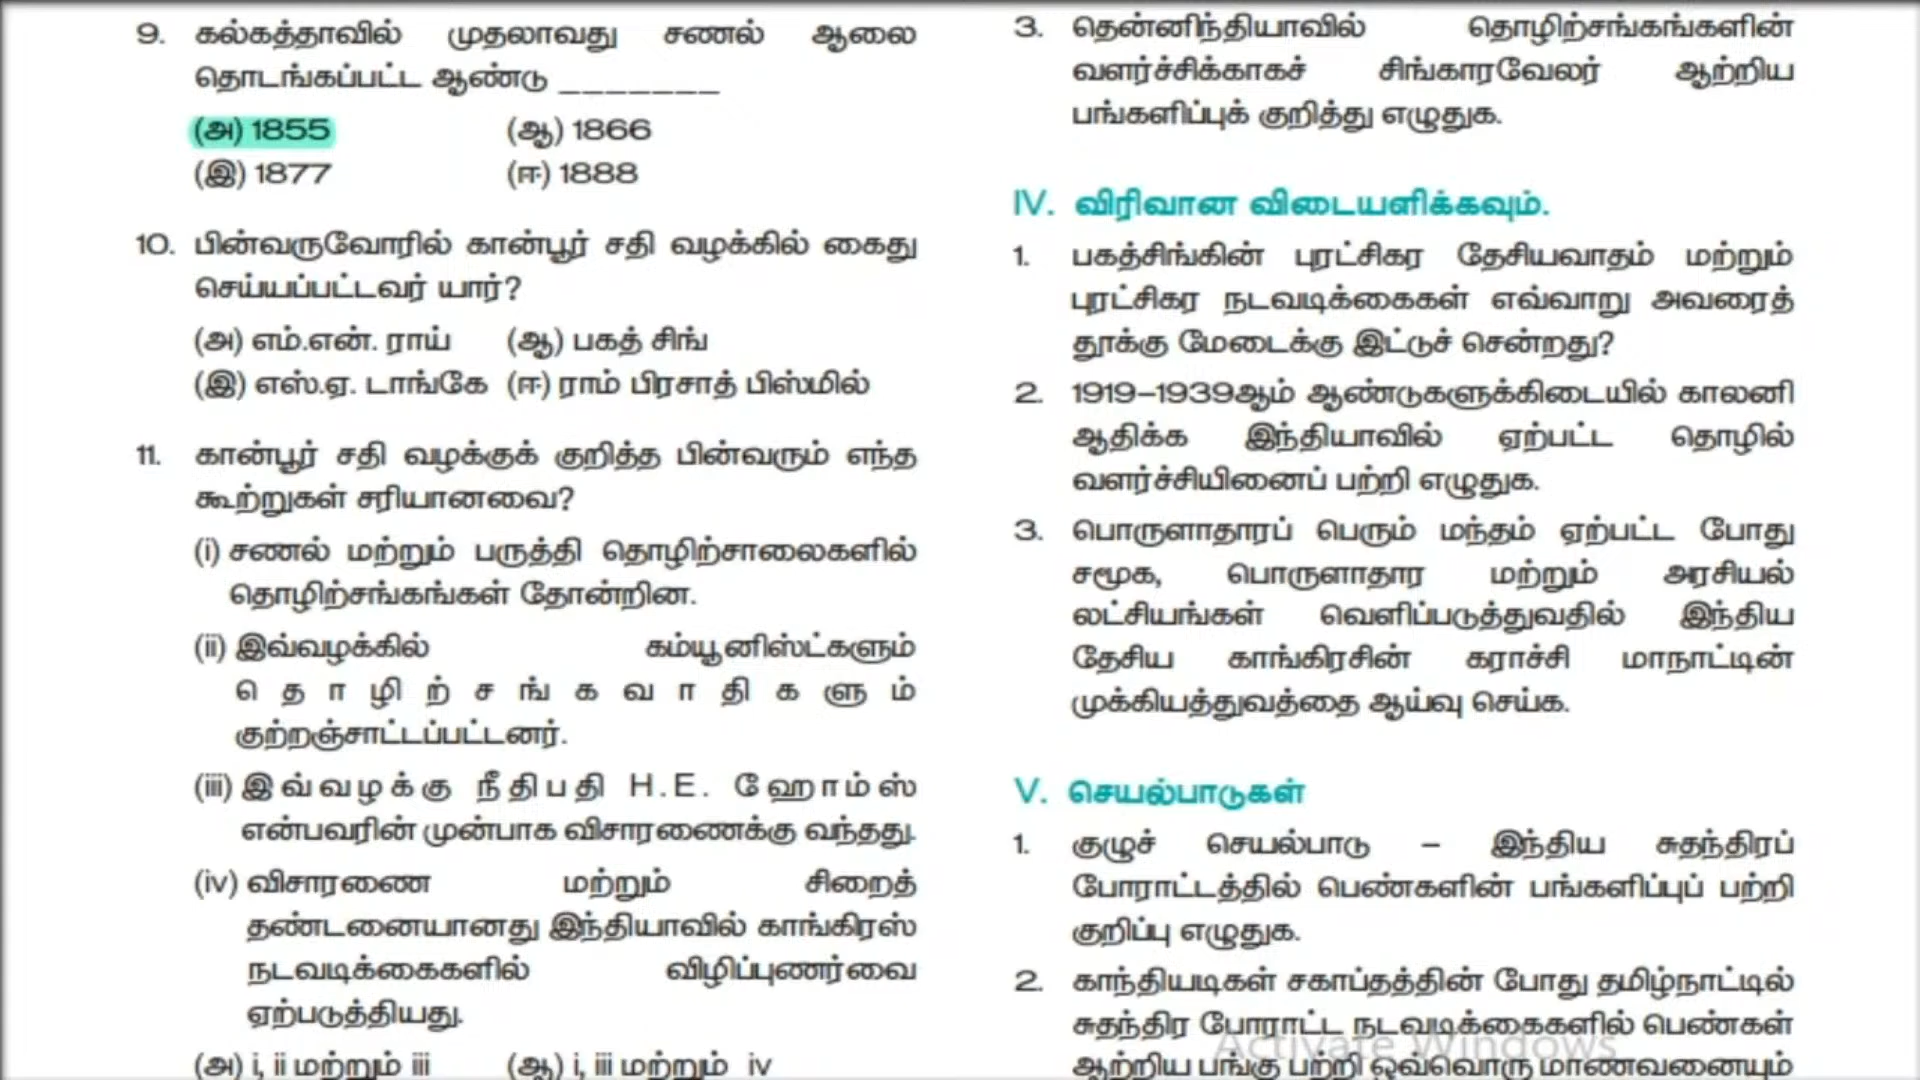 9. கல்கத்தாவில் முதலாவது சணல் ஆலை
தொடங்கப்பட்ட ஆண்டு _______
(அ) 1855 (ஆ) 1866
(இ) 1877 (ஈ) 1888
10. பின்வருவோரில் கான்பூர் சதி வழக்கில் கைது
செய்யப்பட்டவர் யார்?
(அ) எம்.என். ராய் (ஆ) பகத் சிங்
(இ) எஸ்.ஏ. டாங்கே (ஈ) ராம் பிரசாத் பிஸ்மில்
11. கான்பூர் சதி வழக்குக் குறித்த பின்வரும் எந்த
கூற்றுகள் சரியானவை?
(i) சணல் மற்றும் பருத்தி தொழிற்சாலைகளில்
தொழிற்சங்கங்கள் தோன்றின.
(ii) இவ்வழக்கில் கம்யூனிஸ்ட்களும்
தொழிற்சங்கவாதிகளும்
குற்றஞ்சாட்டப்பட்டனர்.
(iii) இவ்வழக்கு நீதிபதி H.E. ஹோம்ஸ்
என்பவரின் முன்பாக விசாரணைக்கு வந்தது.
(iv) விசாரணை மற்றும் சிறைத்
தண்டனையானது இந்தியாவில் காங்கிரஸ்
நடவடிக்கைகளில் விழிப்புணர்வை
ஏற்படுத்தியது.
(அ) i, ii மற்றும் iii (ஆ) i, iii மற்றும் iv
3. தென்னிந்தியாவில் தொழிற்சங்கங்களின்
வளர்ச்சிக்காகச் சிங்காரவேலர் ஆற்றிய
பங்களிப்புக் குறித்து எழுதுக.
IV. விரிவான விடையளிக்கவும்.
1. பகத்சிங்கின் புரட்சிகர தேசியவாதம் மற்றும்
புரட்சிகர நடவடிக்கைகள் எவ்வாறு அவரைத்
தூக்கு மேடைக்கு இட்டுச் சென்றது?
2. 1919–1939ஆம் ஆண்டுகளுக்கிடையில் காலனி
ஆதிக்க இந்தியாவில் ஏற்பட்ட தொழில்
வளர்ச்சியினைப் பற்றி எழுதுக.
3. பொருளாதாரப் பெரும் மந்தம் ஏற்பட்ட போது
சமூக, பொருளாதார மற்றும் அரசியல்
லட்சியங்கள் வெளிப்படுத்துவதில் இந்திய
தேசிய காங்கிரசின் கராச்சி மாநாட்டின்
முக்கியத்துவத்தை ஆய்வு செய்க.
V. செயல்பாடுகள்
1. குழுச் செயல்பாடு – இந்திய சுதந்திரப்
போராட்டத்தில் பெண்களின் பங்களிப்புப் பற்றி
குறிப்பு எழுதுக.
2. காந்தியடிகள் சகாப்தத்தின் போது தமிழ்நாட்டில்
சுதந்திர போராட்ட நடவடிக்கைகளில் பெண்கள்
ஆற்றிய பங்கு பற்றி ஒவ்வொரு மாணவனையும்
Activate Windows